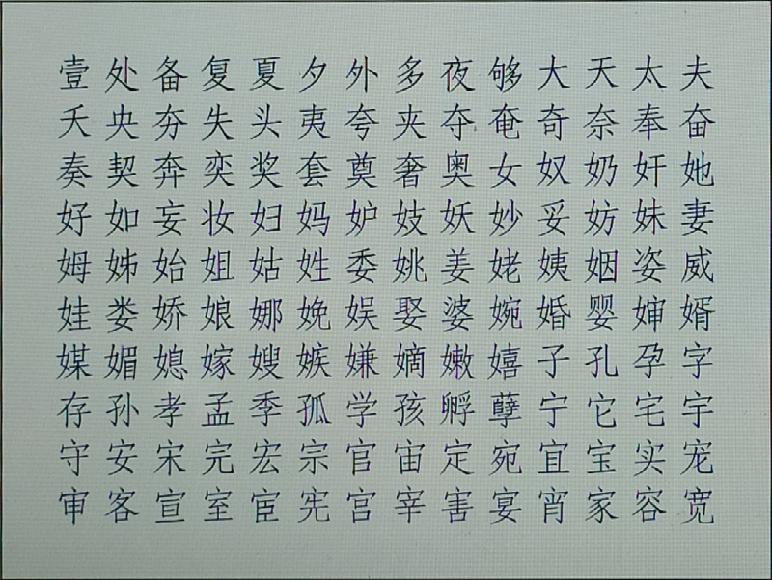 壹处备复夏夕外多夜够大天太夫
夭央夯失头夷夸夹夺奄奇奈奉奋
奏契奔奕奖套奠奢奥女奴奶奸她
好如妄妆妇妈妒妓妖妙妥妨妹妻
姆姊始姐姑姓委姚姜姥姨姻姿威
娃娄娇娘娜娩娱娶婆婉婚婴婶婿
媒媚媳嫁嫂嫉嫌嫡嫩嬉子孔孕字
存孙孝孟季孤学孩孵孽宁它宅宇
守安宋完宏宗官宙定宛宜宝实宠
审客宣室宦宪宫宰害宴宵家容宽